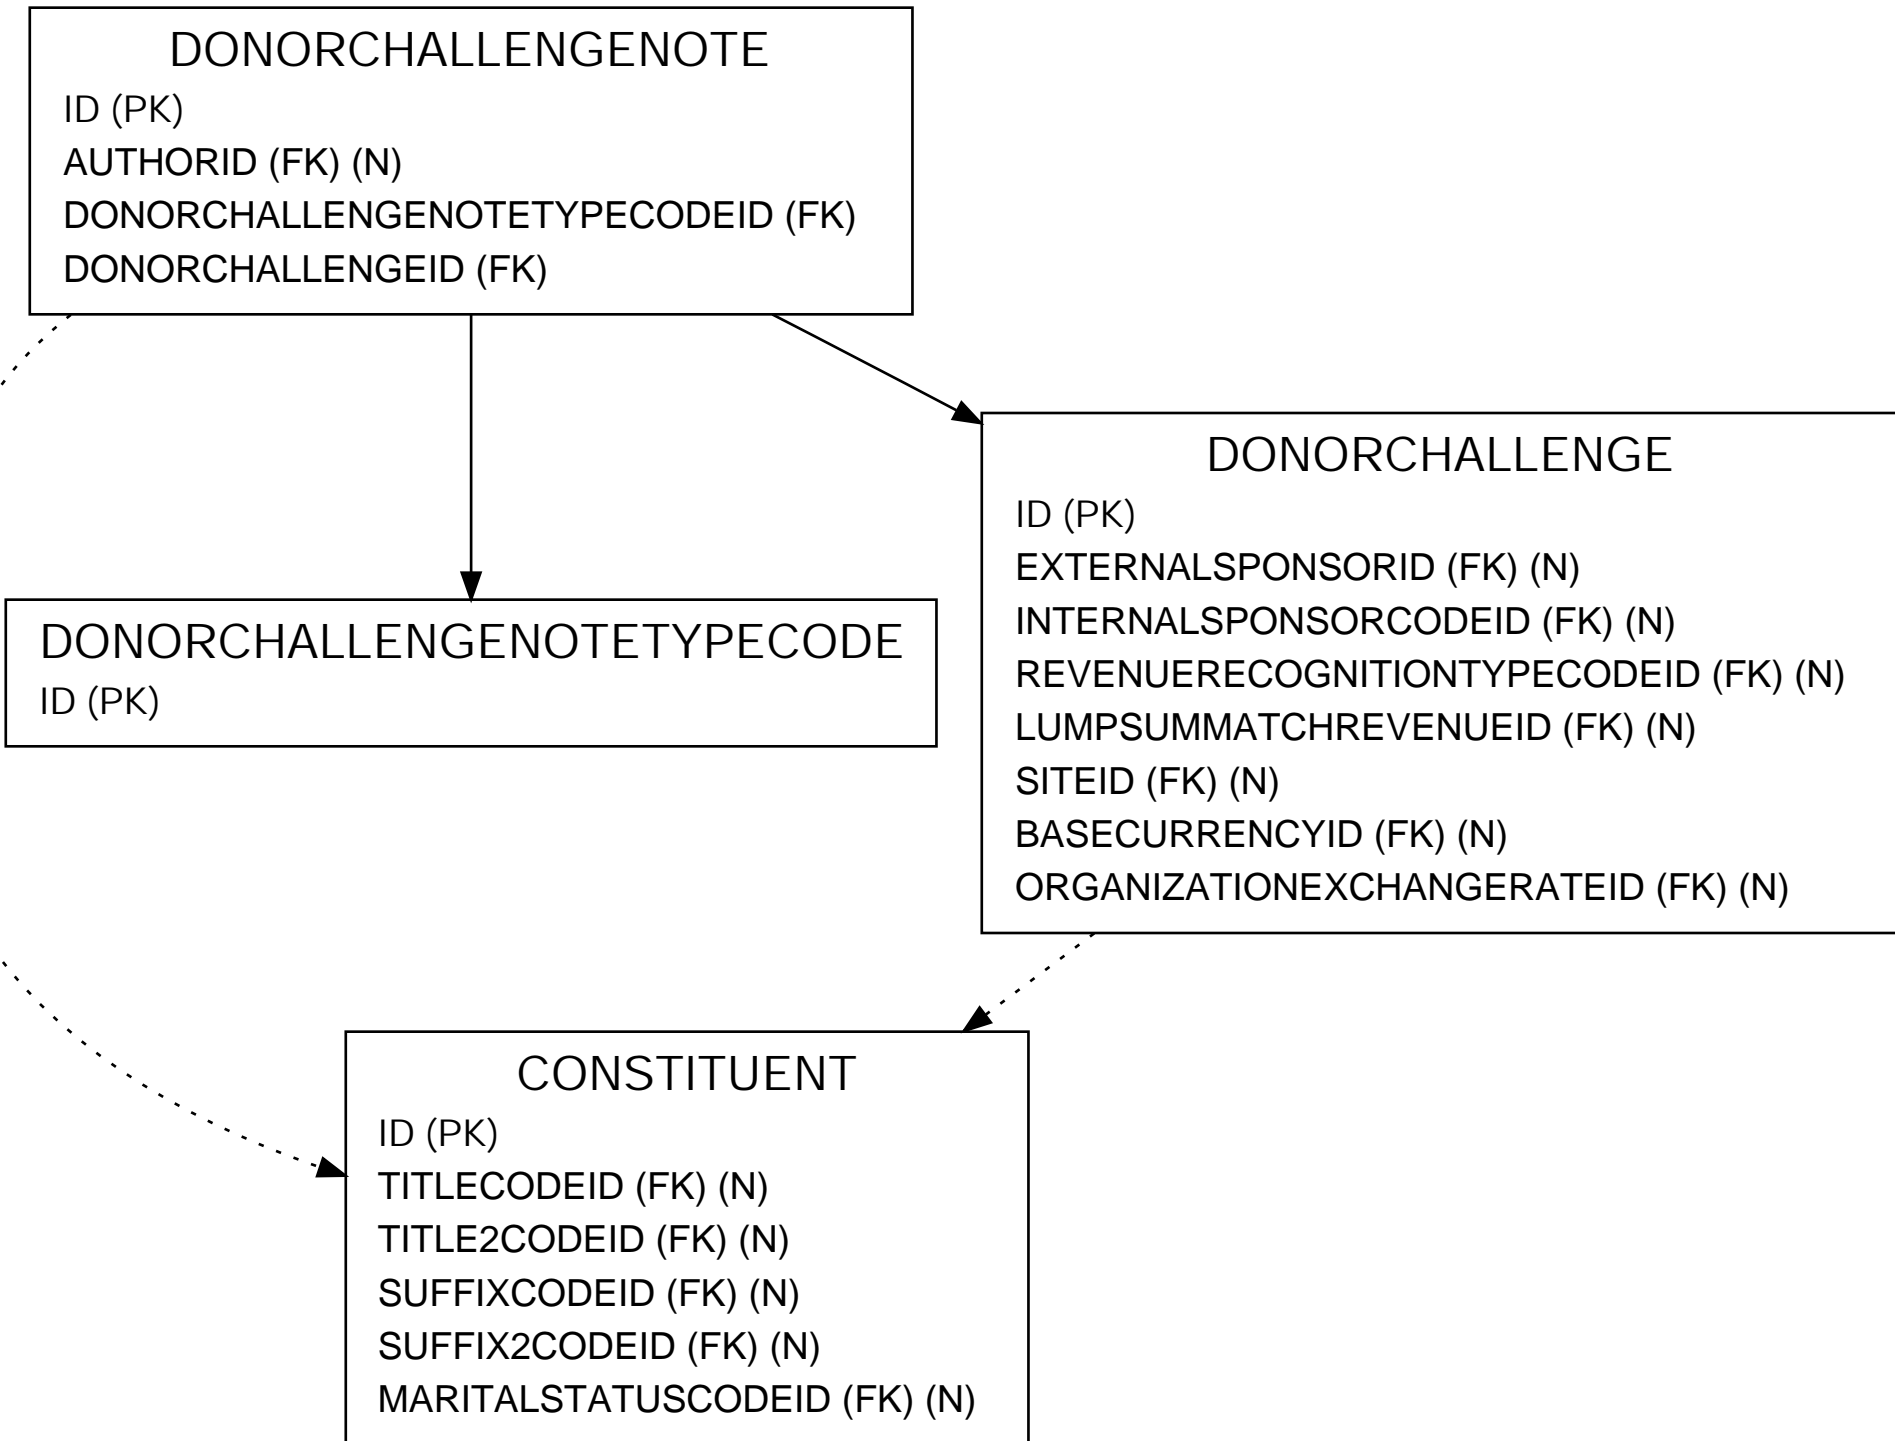 DONORCHALLENGENOTE
ID (PK)
AUTHORID (FK) (N)
DONORCHALLENGENOTETYPECODEID (FK)
DONORCHALLENGEID (FK)
DONORCHALLENGE
ID (PK)
EXTERNALSPONSORID (FK) (N)
INTERNALSPONSORCODEID (FK) (N)
REVENUERECOGNITIONTYPECODEID (FK) (N)
LUMPSUMMATCHREVENUEID (FK) (N)
SITEID (FK) (N)
BASECURRENCYID (FK) (N)
ORGANIZATIONEXCHANGERATEID (FK) (N)
DONORCHALLENGENOTETYPECODE
ID (PK)
CONSTITUENT
ID (PK)
TITLECODEID (FK) (N)
TITLE2CODEID (FK) (N)
SUFFIXCODEID (FK) (N)
SUFFIX2CODEID (FK) (N)
MARITALSTATUSCODEID (FK) (N)